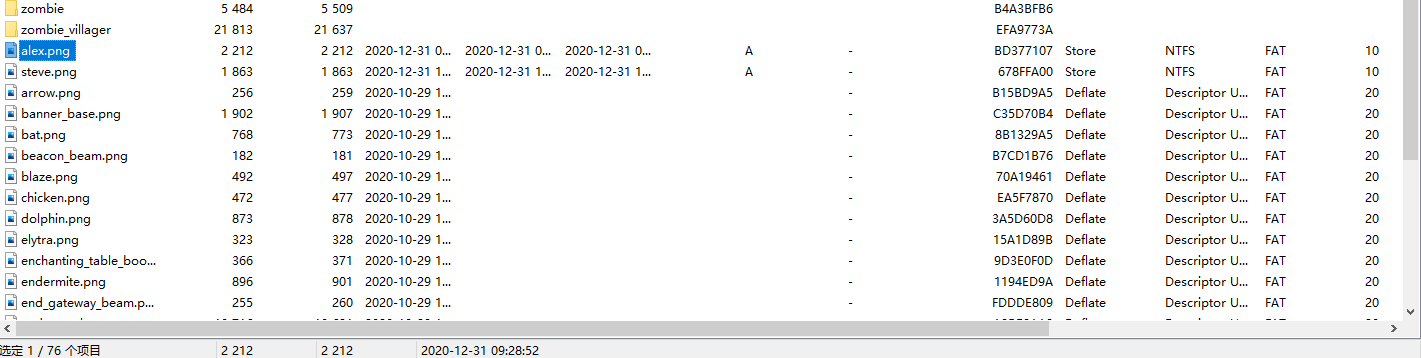 zombie 5 484 5 509 B4A3BFB6
zombie_villager 21 813 21 637 EFA9773A
alex.png 2 212 2 212 2020-12-31 0... 2020-12-31 0... 2020-12-31 0... A - BD377107 Store NTFS FAT 10
steve.png 1 863 1 863 2020-12-31 1... 2020-12-31 1... 2020-12-31 1... A - 678FFA00 Store NTFS FAT 10
arrow.png 256 259 2020-10-29 1... - B15BD9A5 Deflate Descriptor U... FAT 20
banner_base.png 1 902 1 907 2020-10-29 1... - C35D70B4 Deflate Descriptor U... FAT 20
bat.png 768 773 2020-10-29 1... - 8B1329A5 Deflate Descriptor U... FAT 20
beacon_beam.png 182 181 2020-10-29 1... - B7CD1B76 Deflate Descriptor U... FAT 20
blaze.png 492 497 2020-10-29 1... - 70A19461 Deflate Descriptor U... FAT 20
chicken.png 472 477 2020-10-29 1... - EA5F7870 Deflate Descriptor U... FAT 20
dolphin.png 873 878 2020-10-29 1... - 3A5D60D8 Deflate Descriptor U... FAT 20
elytra.png 323 328 2020-10-29 1... - 15A1D89B Deflate Descriptor U... FAT 20
enchanting_table_boo... 366 371 2020-10-29 1... - 9D3E0F0D Deflate Descriptor U... FAT 20
endermite.png 896 901 2020-10-29 1... - 1194ED9A Deflate Descriptor U... FAT 20
end_gateway_beam.p... 255 260 2020-10-29 1... - FDDDE809 Deflate Descriptor U... FAT 20
选定 1 / 76 个项目 2 212 2 212 2020-12-31 09:28:52